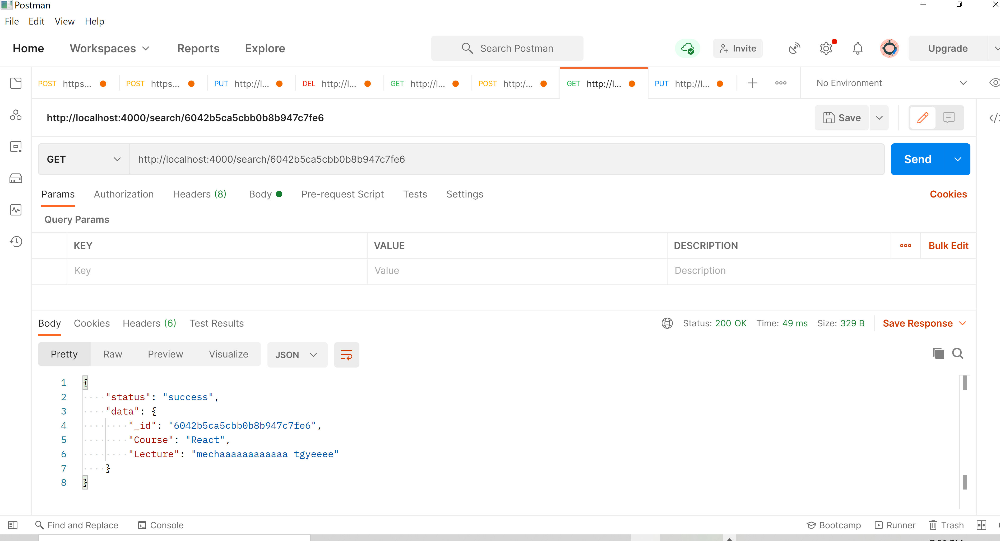 Postman
File Edit View Help
Home Workspaces Reports Explore Search Postman Invite Upgrade
POST https... POST https... PUT http://l... DEL http://l... GET http://l... POST http:/... GET http://l... PUT http://l... No Environment
http://localhost:4000/search/6042b5ca5cbb0b8b947c7fe6 Save
GET http://localhost:4000/search/6042b5ca5cbb0b8b947c7fe6 Send
Params Authorization Headers (8) Body Pre-request Script Tests Settings Cookies
Query Params
KEY VALUE DESCRIPTION Bulk Edit
Key Value Description
Body Cookies Headers (6) Test Results Status: 200 OK Time: 49 ms Size: 329 B Save Response
Pretty Raw Preview Visualize JSON
1 {
2 "status": "success",
3 "data": {
4 "_id": "6042b5ca5cbb0b8b947c7fe6",
5 "Course": "React",
6 "Lecture": "mechaaaaaaaaaaaa tgyeeee"
7 }
8 }
Find and Replace Console Bootcamp Runner Trash